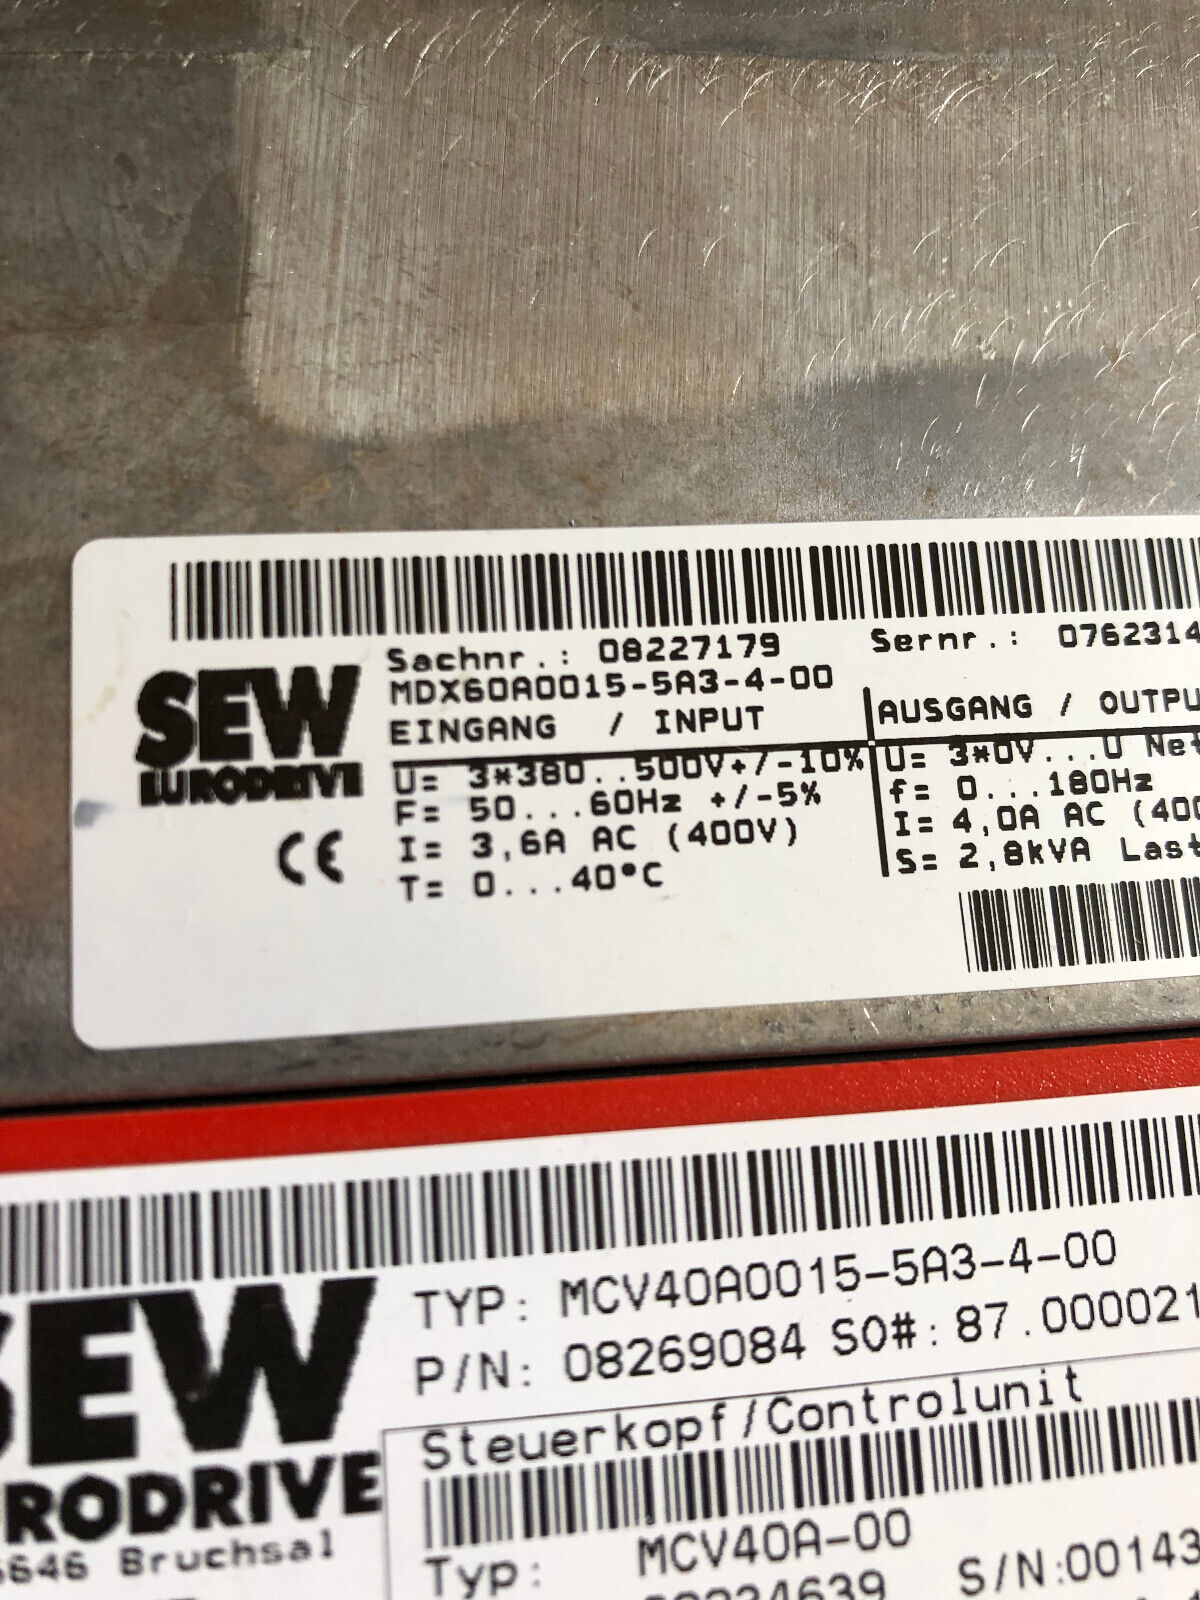 Sachnr.: 08227179 Sernr.: 0762314
MDX60A0015-5A3-4-00
SEW
EURODRIVE
EINGANG / INPUT
AUSGANG / OUTPU
U= 3*380..500V+/-10%
F= 50...60Hz +/-5%
I= 3,6A AC (400V)
T= 0...40°C
U= 3*0V...U Net
f= 0...180Hz
I= 4,0A AC (400
S= 2,8kVA Last
CE
TYP: MCV40A0015-5A3-4-00
P/N: 08269084 SO#: 87.000021
SEW
RODRIVE
6646 Bruchsal
Steuerkopf/Controlunit
Typ: MCV40A-00
S/N:00143